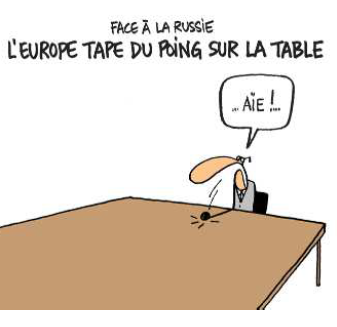 FACE À LA RUSSIE
L'EUROPE TAPE DU POING SUR LA TABLE
... AÏE !...